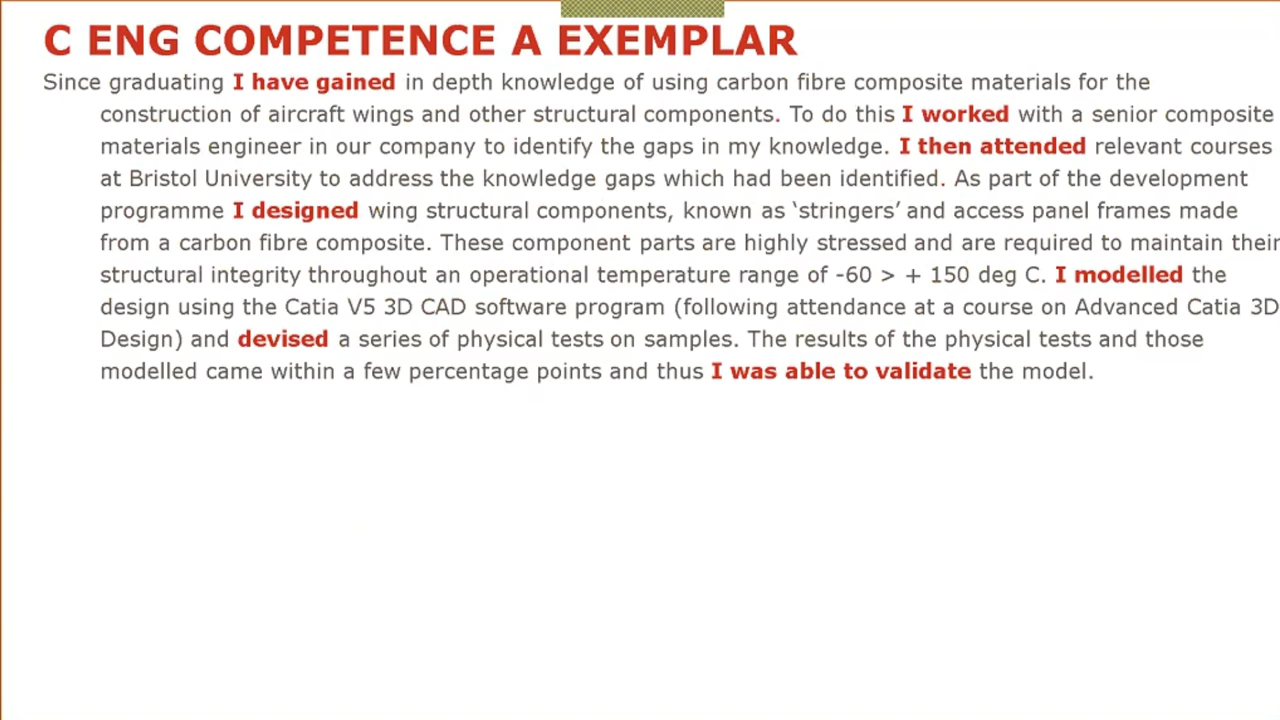 C ENG COMPETENCE A EXEMPLAR
Since graduating I have gained in depth knowledge of using carbon fibre composite materials for the
construction of aircraft wings and other structural components. To do this I worked with a senior composite
materials engineer in our company to identify the gaps in my knowledge. I then attended relevant courses
at Bristol University to address the knowledge gaps which had been identified. As part of the development
programme I designed wing structural components, known as ‘stringers’ and access panel frames made
from a carbon fibre composite. These component parts are highly stressed and are required to maintain their
structural integrity throughout an operational temperature range of -60 > + 150 deg C. I modelled the
design using the Catia V5 3D CAD software program (following attendance at a course on Advanced Catia 3D
Design) and devised a series of physical tests on samples. The results of the physical tests and those
modelled came within a few percentage points and thus I was able to validate the model.